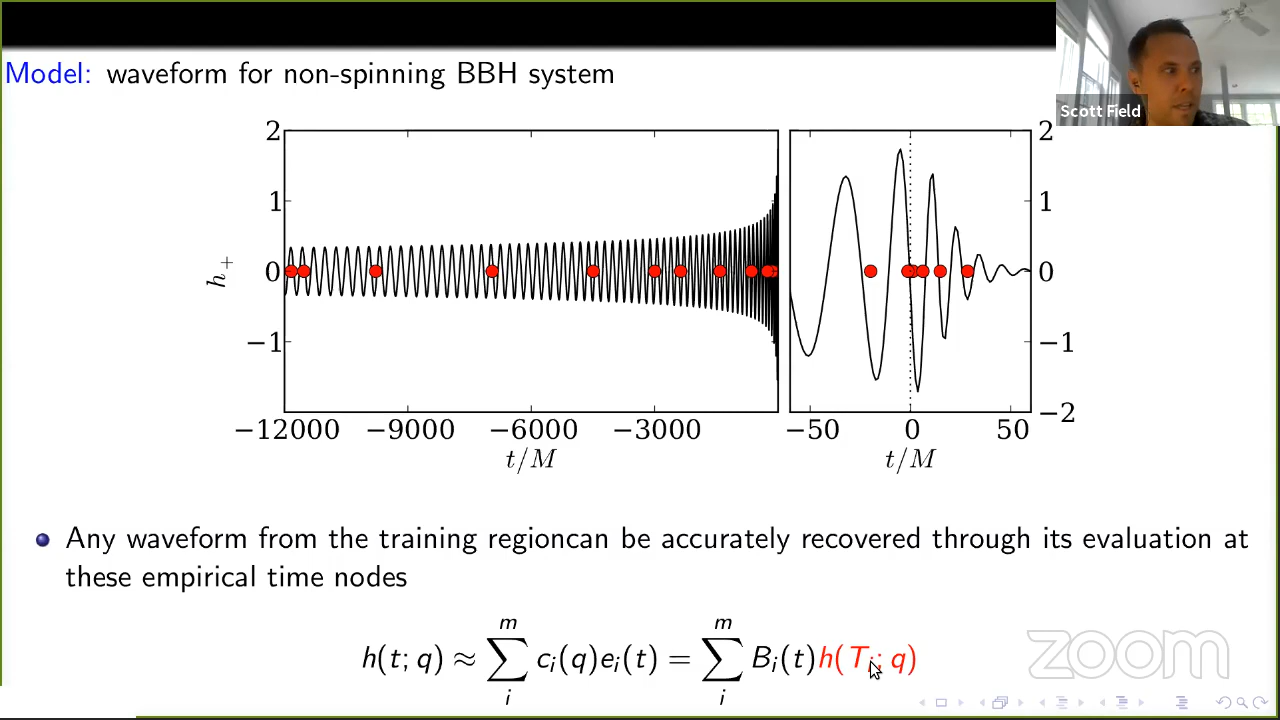 Model: waveform for non-spinning BBH system
Scott Field
2
1
0
−1
h+
2
1
0
−1
−2
−12000 −9000 −6000 −3000
t/M
−50 0 50
t/M
Any waveform from the training regioncan be accurately recovered through its evaluation at
these empirical time nodes
h(t; q) ≈ ∑_i^m c_i(q)e_i(t) = ∑_i^m B_i(t)h(T_i; q)
zoom